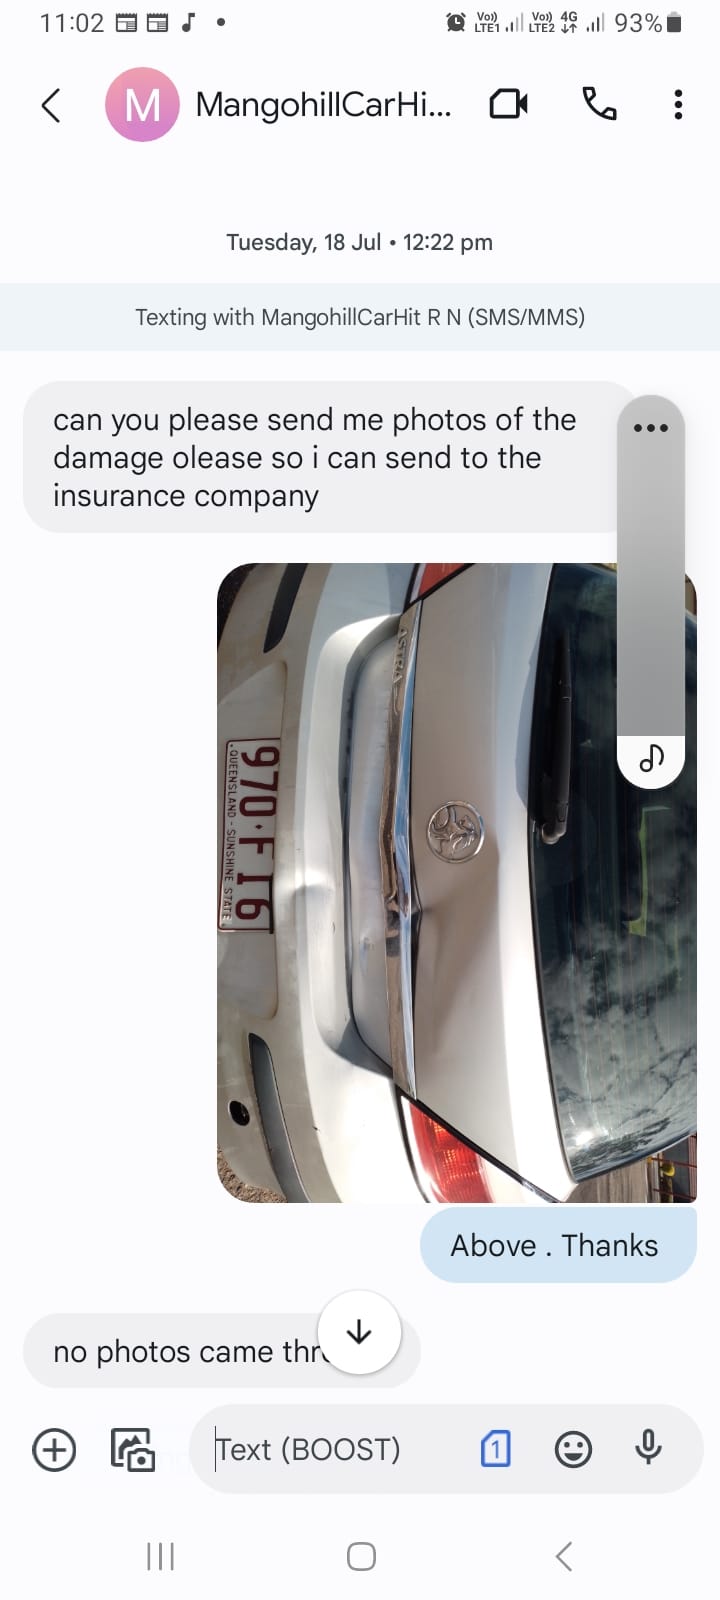 11:02
Vo)) LTE1 Vo)) LTE2 4G 93%
M MangohillCarHi...
Tuesday, 18 Jul • 12:22 pm
Texting with MangohillCarHit R N (SMS/MMS)
can you please send me photos of the
damage olease so i can send to the
insurance company
ASTRA
970·FI6
QUEENSLAND - SUNSHINE STATE
Above . Thanks
no photos came
Text (BOOST)
1